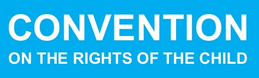 CONVENTION
ON THE RIGHTS OF THE CHILD